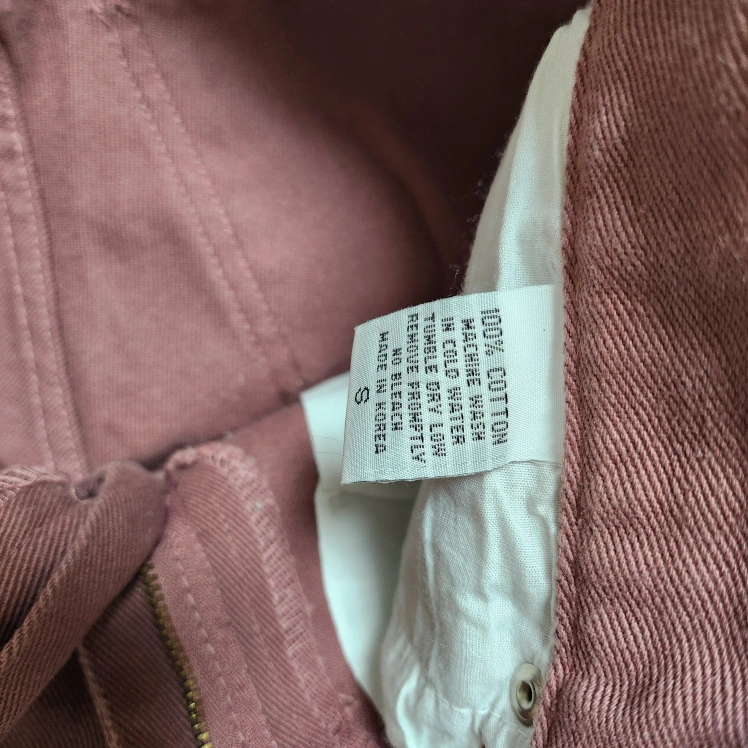 100% COTTON
MACHINE WASH
IN COLD WATER
TUMBLE DRY LOW
REMOVE PROMPTLY
NO BLEACH
MADE IN KOREA
S